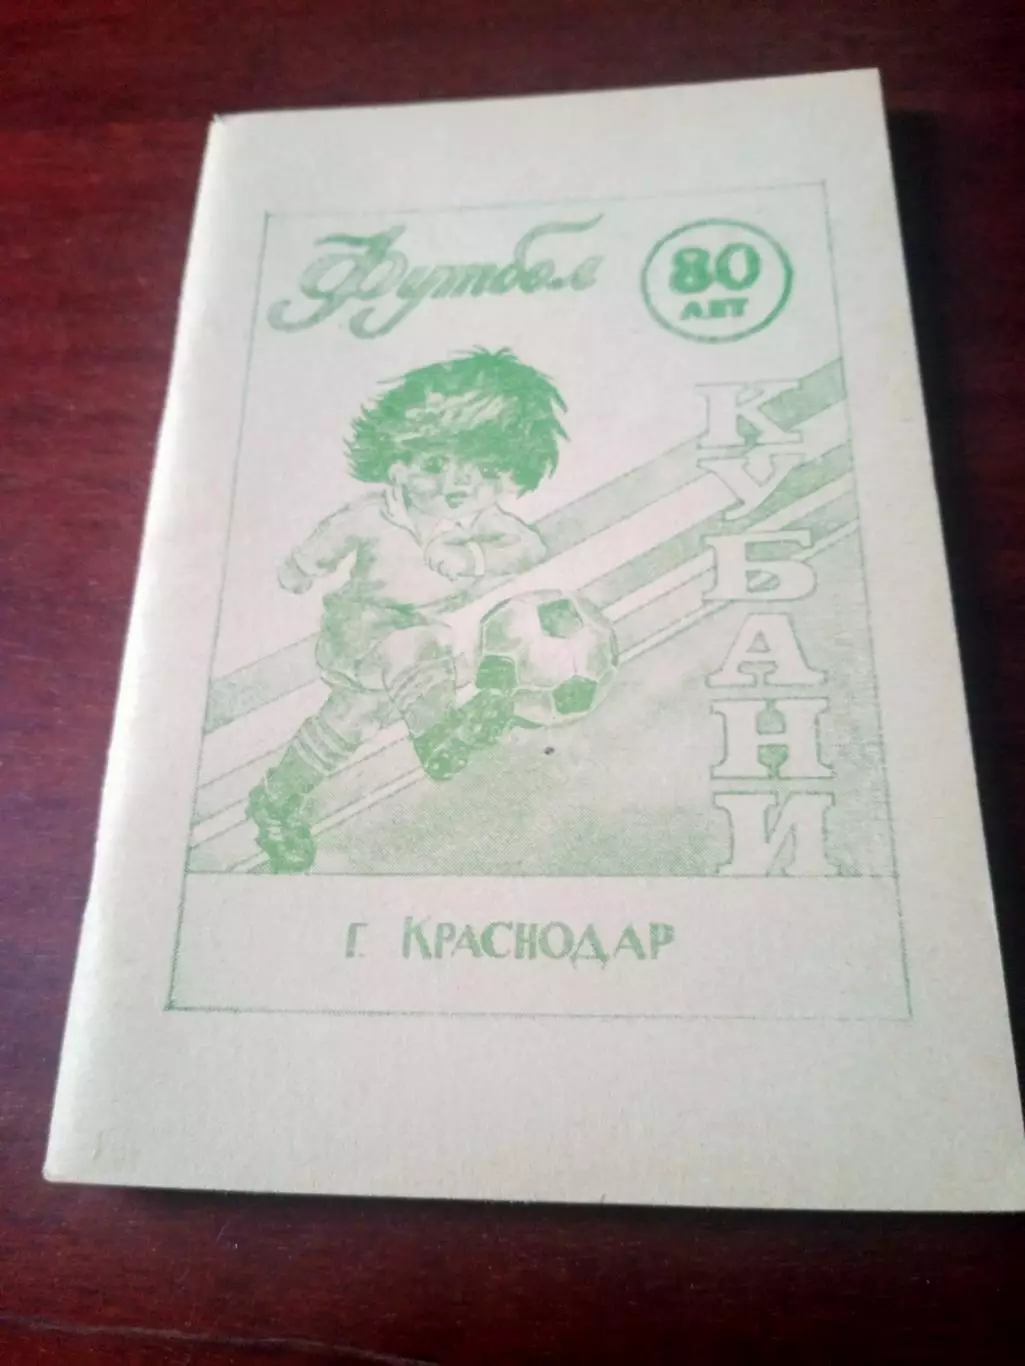 Футбол
80
ЛЕТ
КУБАНИ
г. Краснодар